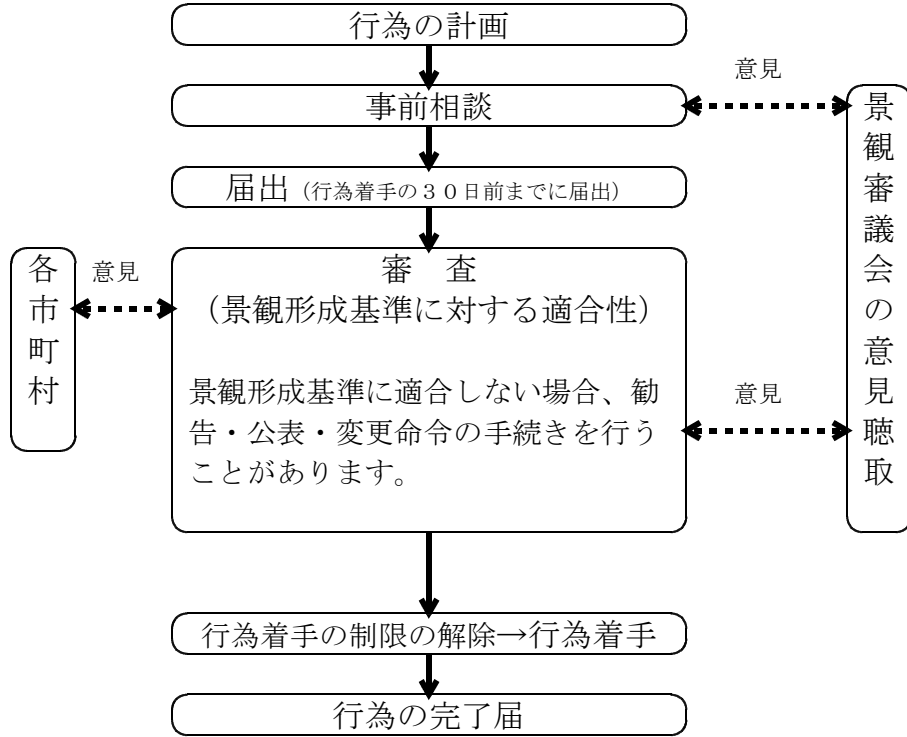 行為の計画
意見
事前相談
届出（行為着手の３０日前までに届出）
景観審議会の意見聴取
各市町村
意見
審　査
（景観形成基準に対する適合性）
景観形成基準に適合しない場合、勧
告・公表・変更命令の手続きを行う
ことがあります。
意見
行為着手の制限の解除→行為着手
行為の完了届